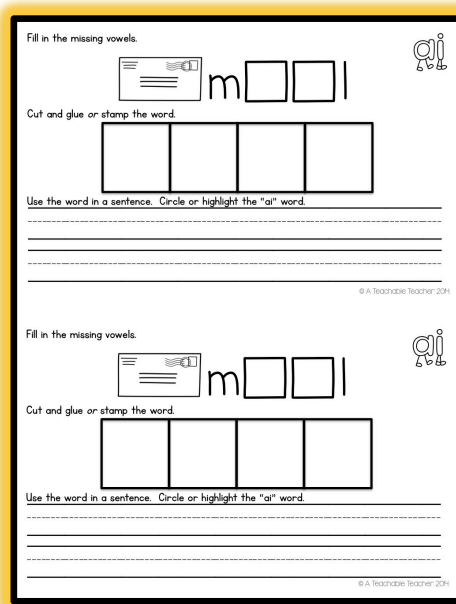 Fill in the missing vowels.
ai
m l
Cut and glue or stamp the word.
Use the word in a sentence. Circle or highlight the "ai" word.
© A Teachable Teacher 2014
Fill in the missing vowels.
ai
m l
Cut and glue or stamp the word.
Use the word in a sentence. Circle or highlight the "ai" word.
© A Teachable Teacher 2014